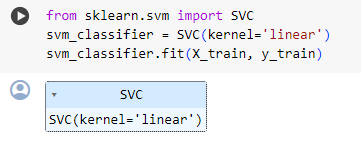 from sklearn.svm import SVC
svm_classifier = SVC(kernel='linear')
svm_classifier.fit(X_train, y_train)
SVC
SVC(kernel='linear')